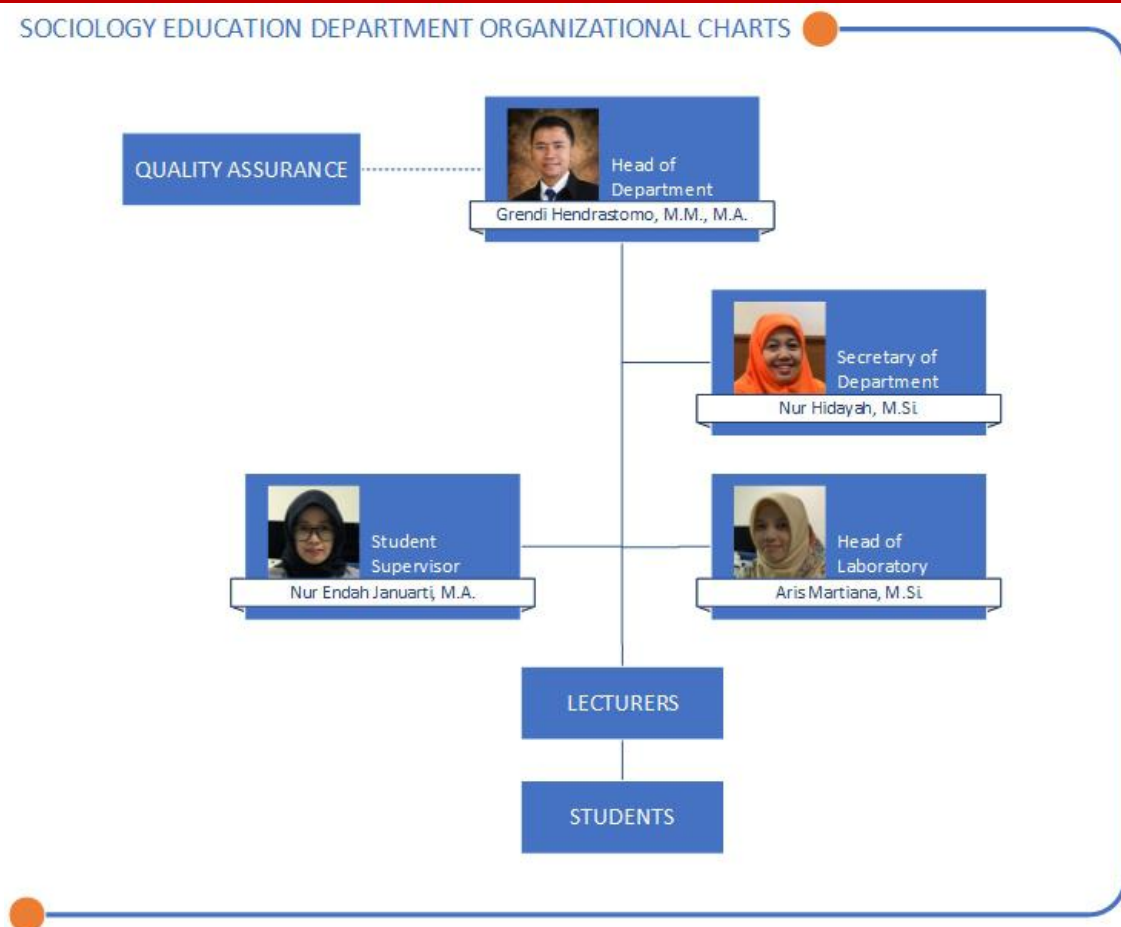 SOCIOLOGY EDUCATION DEPARTMENT ORGANIZATIONAL CHARTS
QUALITY ASSURANCE
Head of
Department
Grendi Hendrastomo, M.M., M.A.
Secretary of
Department
Nur Hidayah, M.Si.
Student
Supervisor
Nur Endah Januarti, M.A.
Head of
Laboratory
Aris Martiana, M.Si.
LECTURERS
STUDENTS